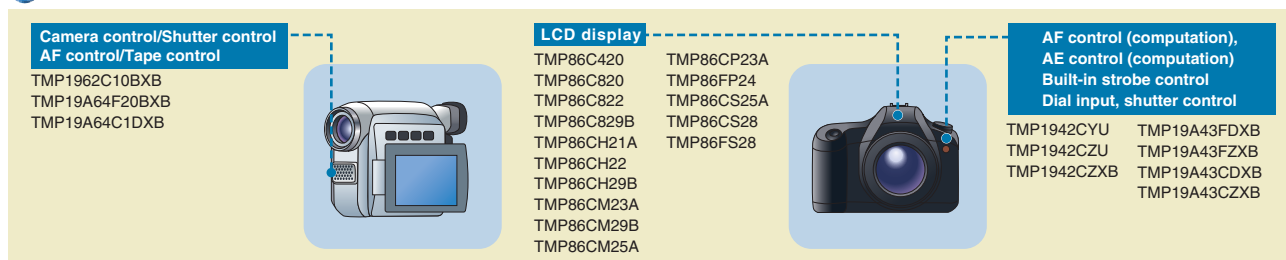 Camera control/Shutter control
AF control/Tape control
TMP1962C10BXB
TMP19A64F20BXB
TMP19A64C1DXB
LCD display
TMP86C420
TMP86C820
TMP86C822
TMP86C829B
TMP86CH21A
TMP86CH22
TMP86CH29B
TMP86CM23A
TMP86CM29B
TMP86CM25A
TMP86CP23A
TMP86FP24
TMP86CS25A
TMP86CS28
TMP86FS28
AF control (computation),
AE control (computation)
Built-in strobe control
Dial input, shutter control
TMP1942CYU
TMP1942CZU
TMP1942CZXB
TMP19A43FDXB
TMP19A43FZXB
TMP19A43CDXB
TMP19A43CZXB